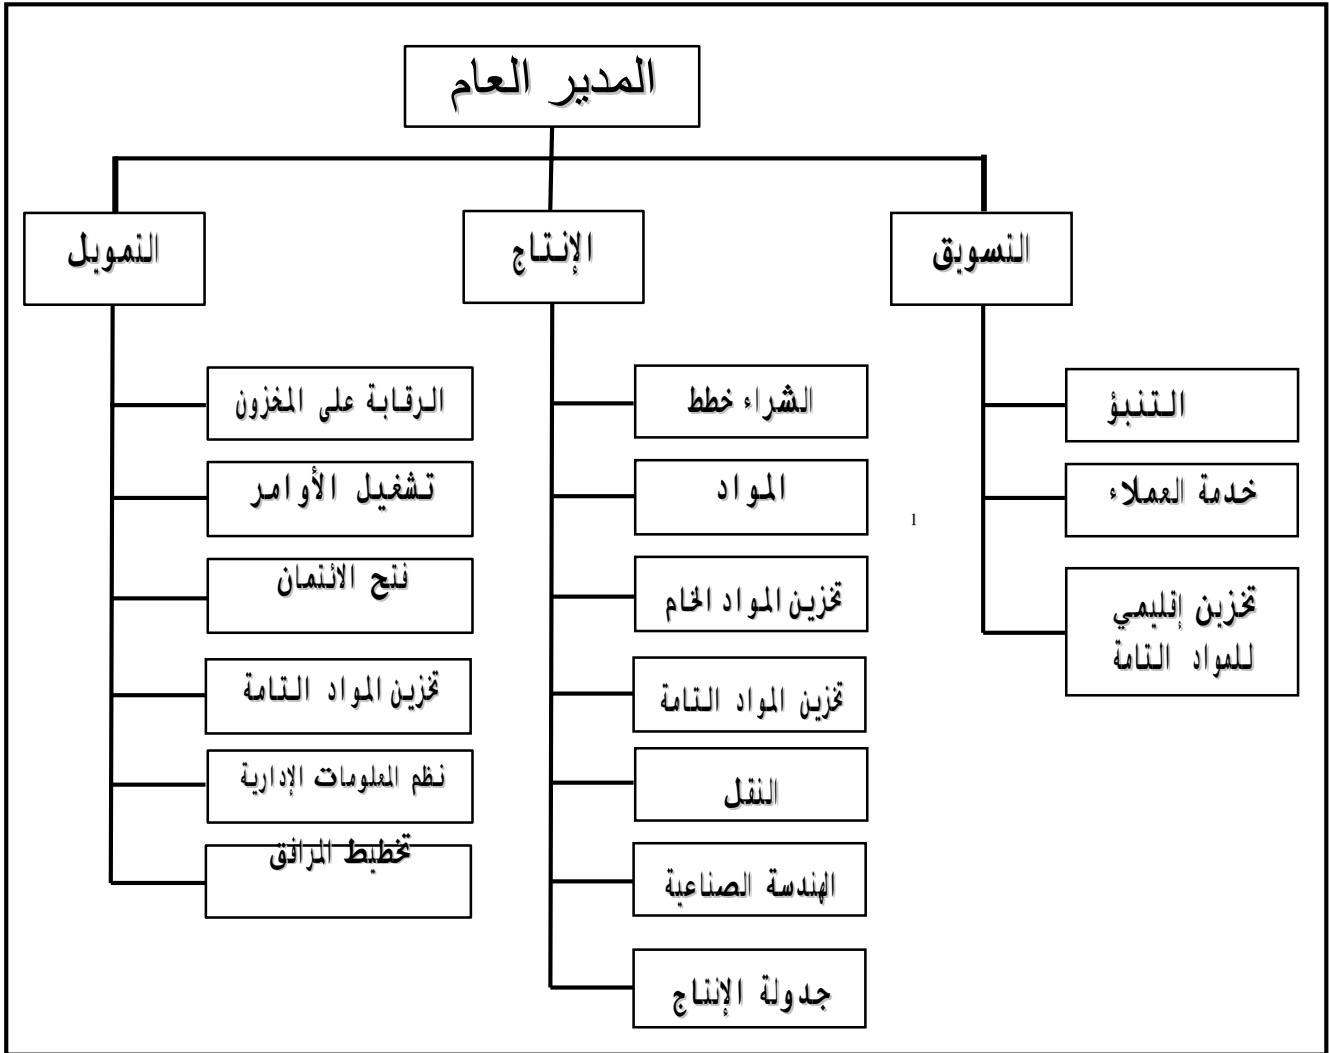 المدير العام
التسويق
الإنتاج
التمويل
التنبؤ
خدمة العملاء
تخزين إقليمي
للمواد التامة
الشراء خطط
المواد
تخزين المواد الخام
تخزين المواد التامة
النقل
الهندسة الصناعية
جدولة الإنتاج
الرقابة على المخزون
تشغيل الأوامر
فتح الائتمان
تخزين المواد التامة
نظم المعلومات الإدارية
تخطيط المرافق
1